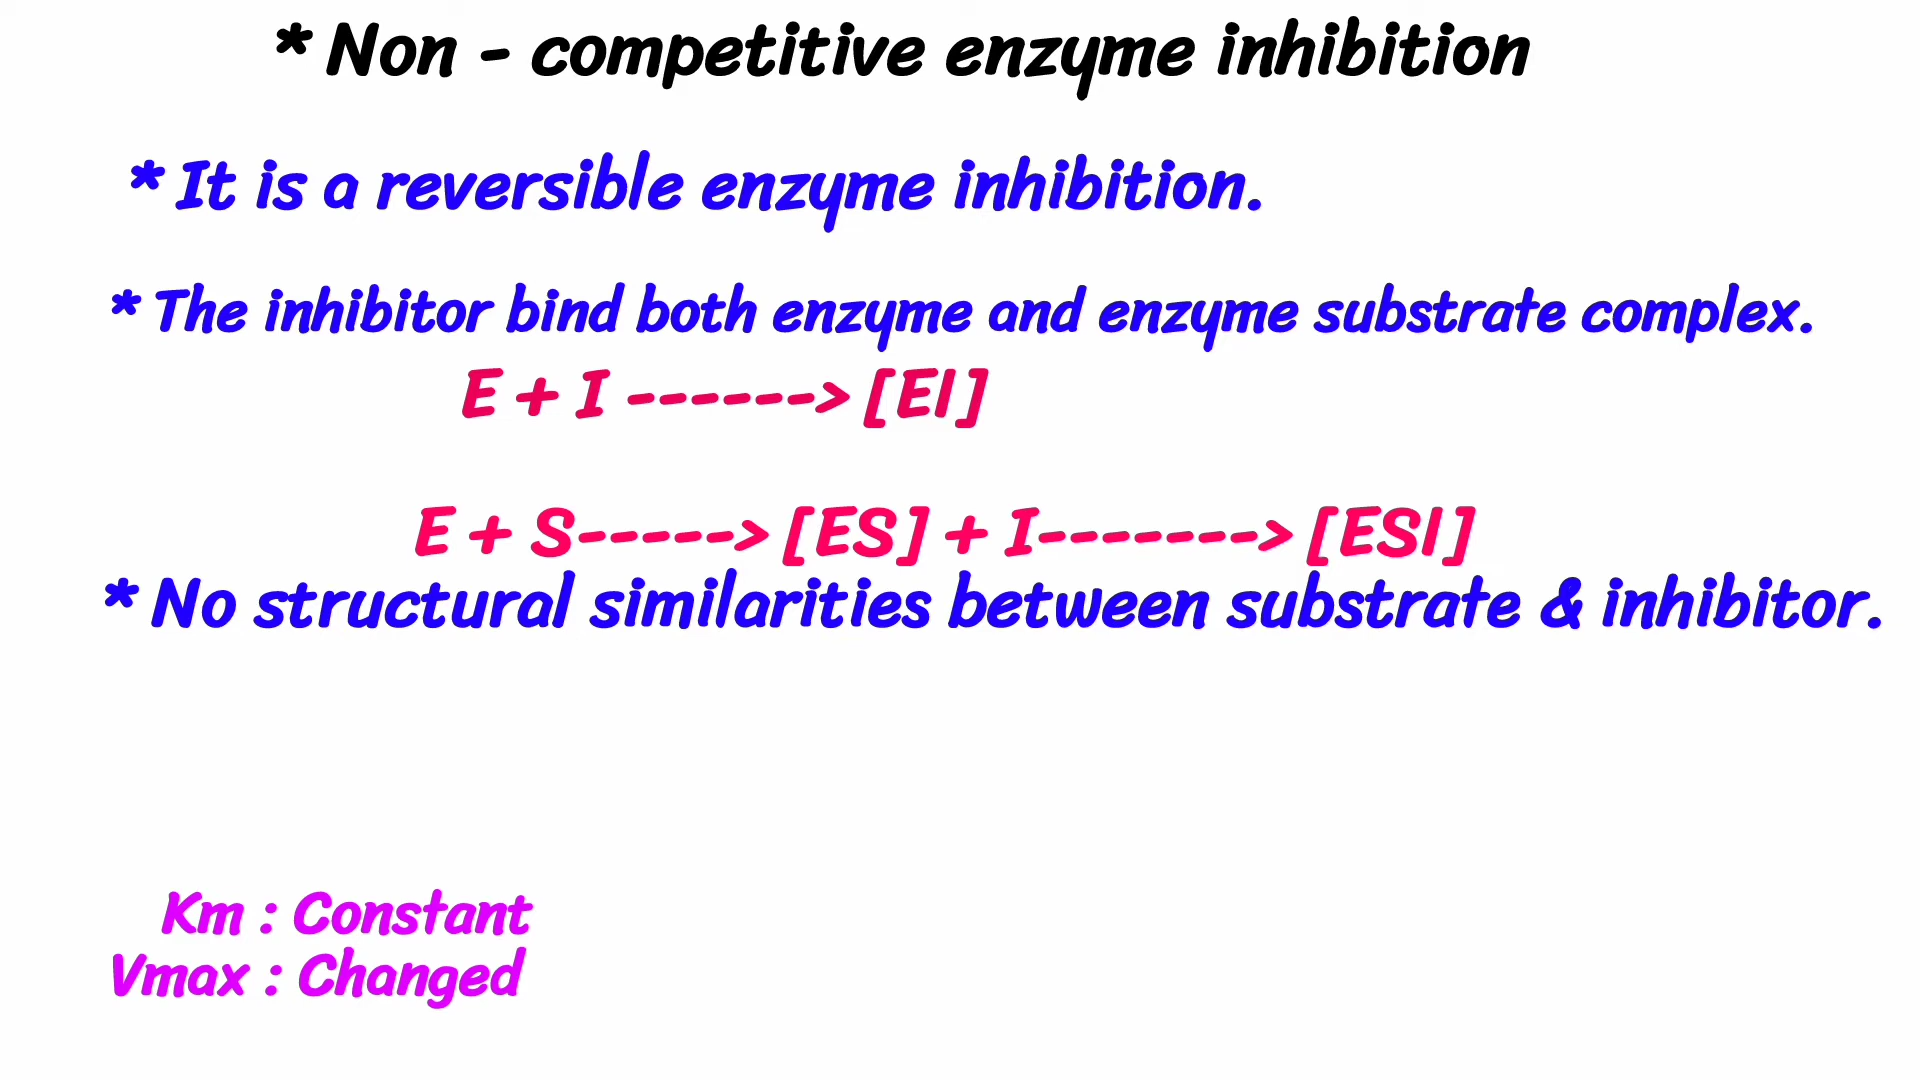 * Non - competitive enzyme inhibition
* It is a reversible enzyme inhibition.
* The inhibitor bind both enzyme and enzyme substrate complex.
E + I ------> [EI]
E + S-----> [ES] + I-------> [ESI]
* No structural similarities between substrate & inhibitor.
Km : Constant
Vmax : Changed